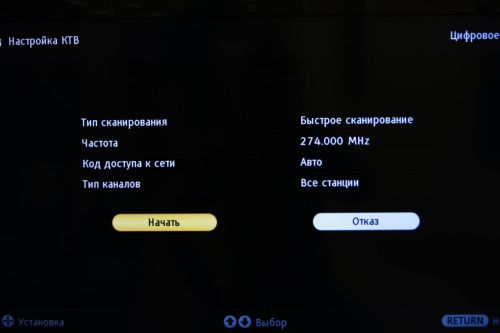 Настройка КТВ
Цифровое
Тип сканирования Быстрое сканирование
Частота 274.000 MHz
Код доступа к сети Авто
Тип каналов Все станции
Начать Отказ
Установка Выбор RETURN